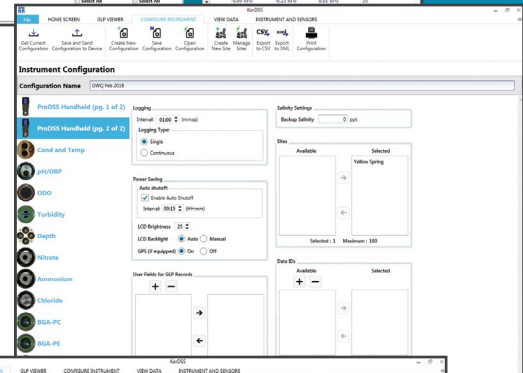 Select All
Select All
KorDSS
File HOME SCREEN GLP VIEWER CONFIGURE INSTRUMENT VIEW DATA INSTRUMENT AND SENSORS
Get Current Configuration
Save and Send Configuration to Device
Create New Configuration
Save Configuration
Open Configuration
Create New Site
Manage Sites
CSV Export to CSV
XML Export to XML
Print Configuration
Instrument Configuration
Configuration Name GWQ Feb 2018
ProDSS Handheld (pg. 1 of 2)
ProDSS Handheld (pg. 2 of 2)
Cond and Temp
pH/ORP
ODO
Turbidity
Depth
Nitrate
Ammonium
Chloride
BGA-PC
BGA-PE
Logging
Interval: 01:00 (mm:ss)
Logging Type:
Single
Continuous
Power Saving
Auto shutoff:
Enable Auto Shutoff
Interval: 00:15 (HH:mm)
LCD Brightness 25
LCD Backlight Auto Manual
GPS (if equipped) On Off
User Fields for GLP Records
Salinity Settings
Backup Salinity 0 ppt
Sites
Available Selected
Yellow Spring
Selected : 1 Maximum : 100
Data IDs
Available Selected
KorDSS
GLP VIEWER CONFIGURE INSTRUMENT VIEW DATA INSTRUMENT AND SENSORS